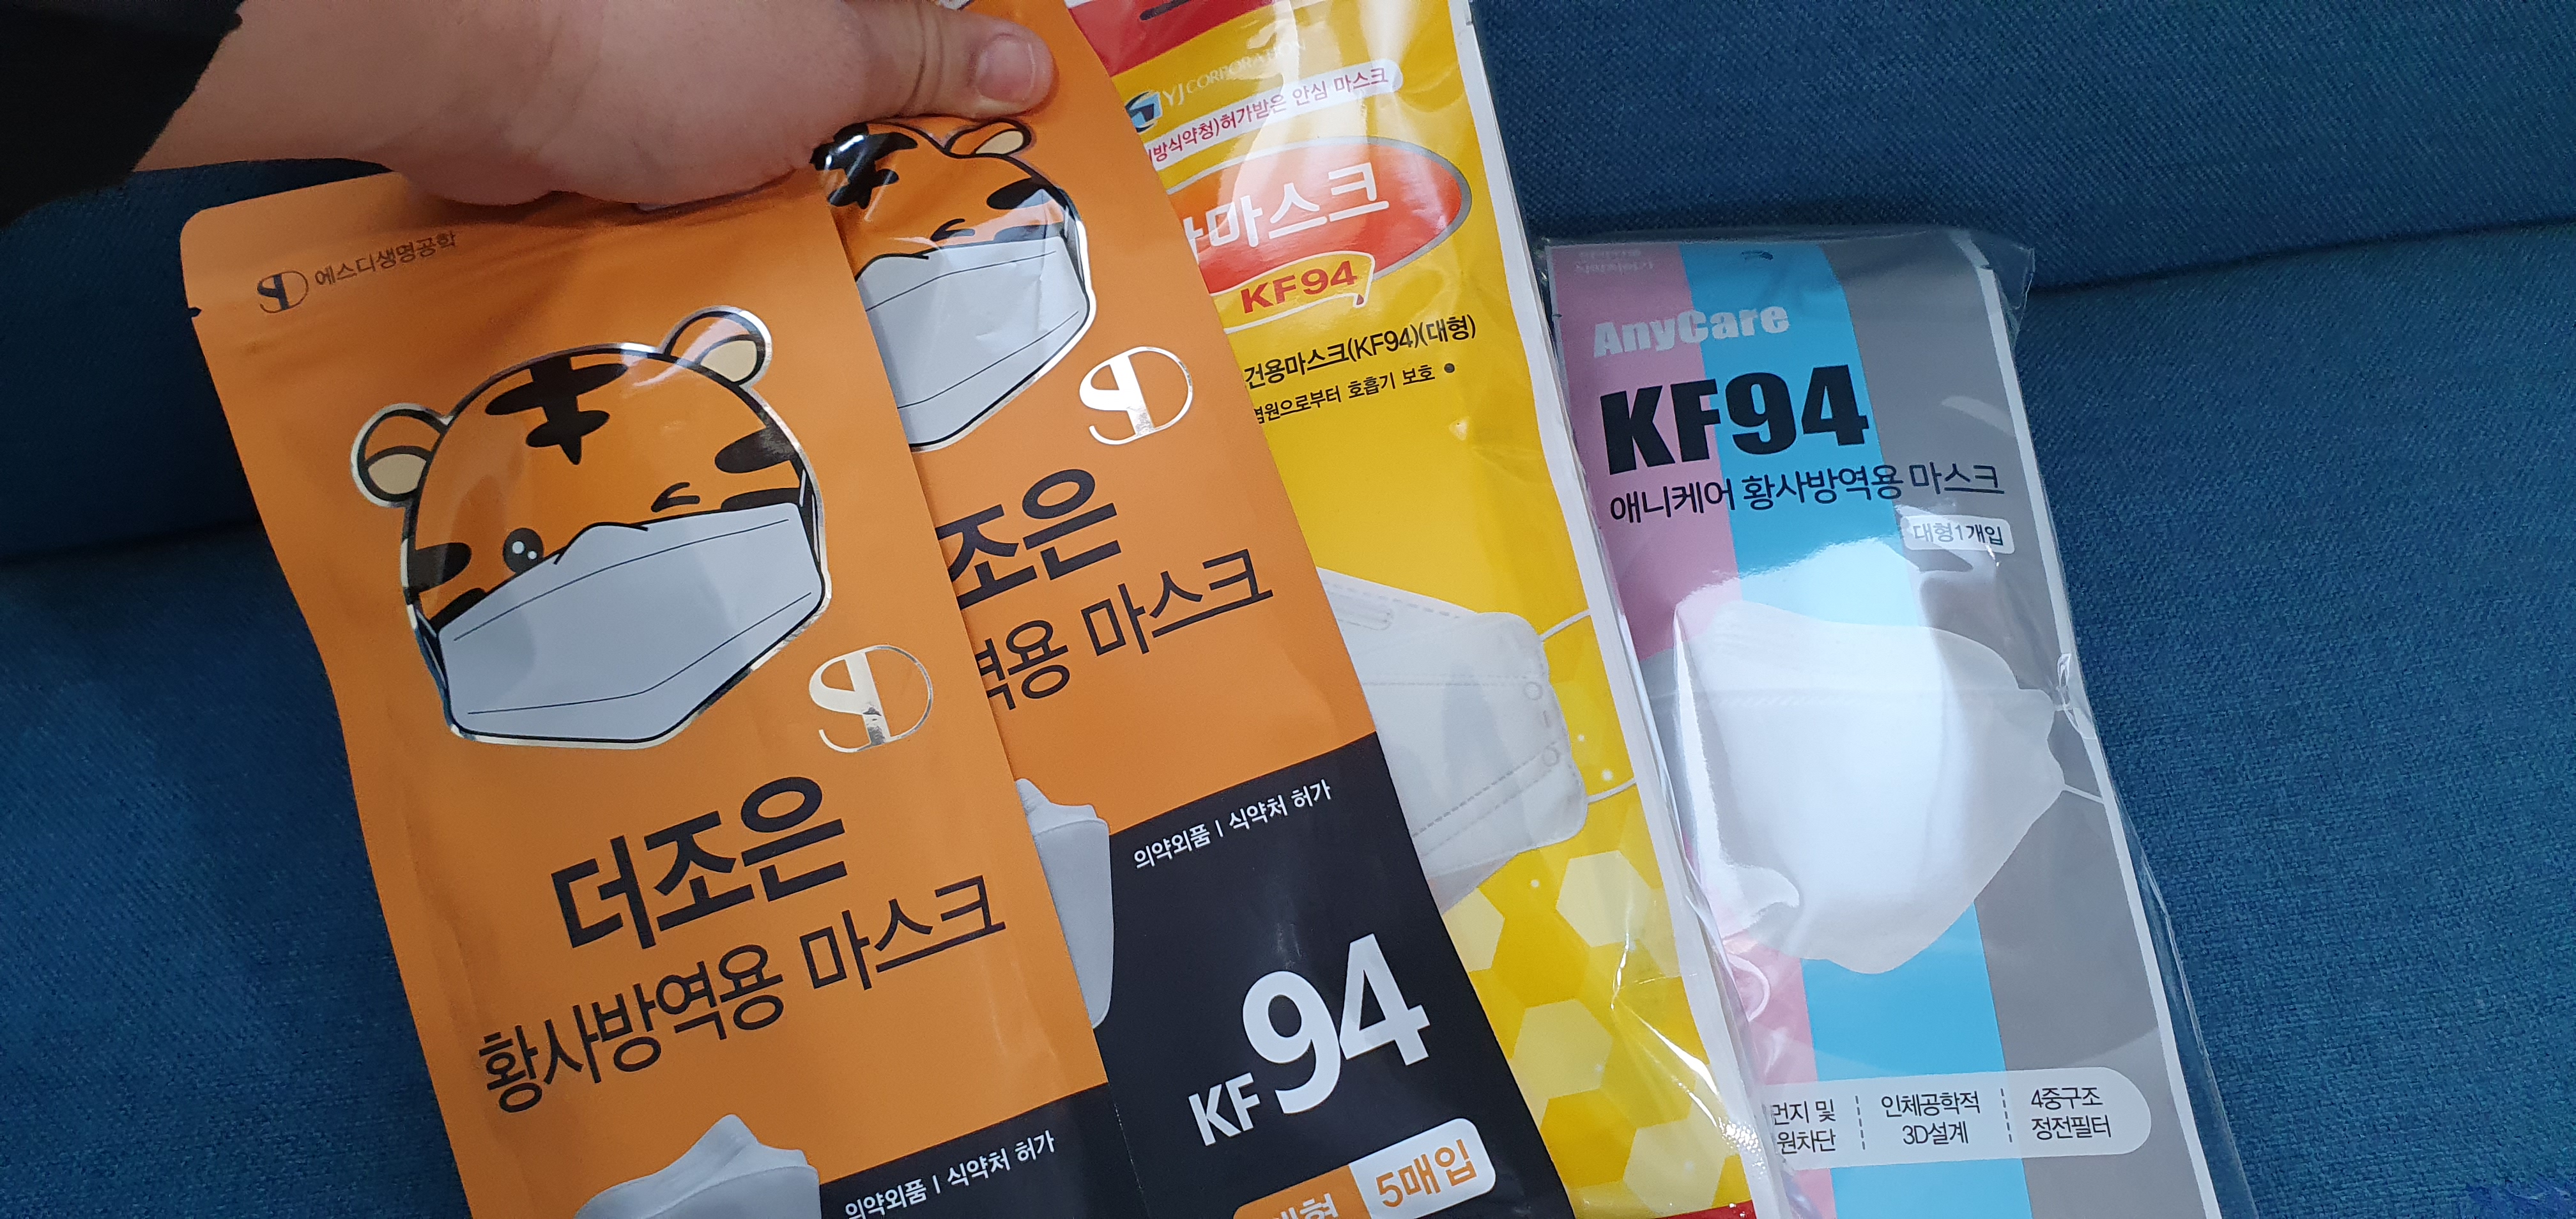 SD 에스디생명공학
SD
더조은
황사방역용 마스크
의약외품 | 식약처 허가
SD
조은
역용 마스크
의약외품 | 식약처 허가
KF94
5매입
YJ CORPORATION
방식약청)허가받은 안심 마스크
마스크
KF94
건용마스크(KF94)(대형)
원으로부터 호흡기 보호 •
AnyCare
KF94
애니케어 황사방역용 마스크
대형1개입
먼지 및
원차단
인체공학적
3D설계
4중구조
정전필터